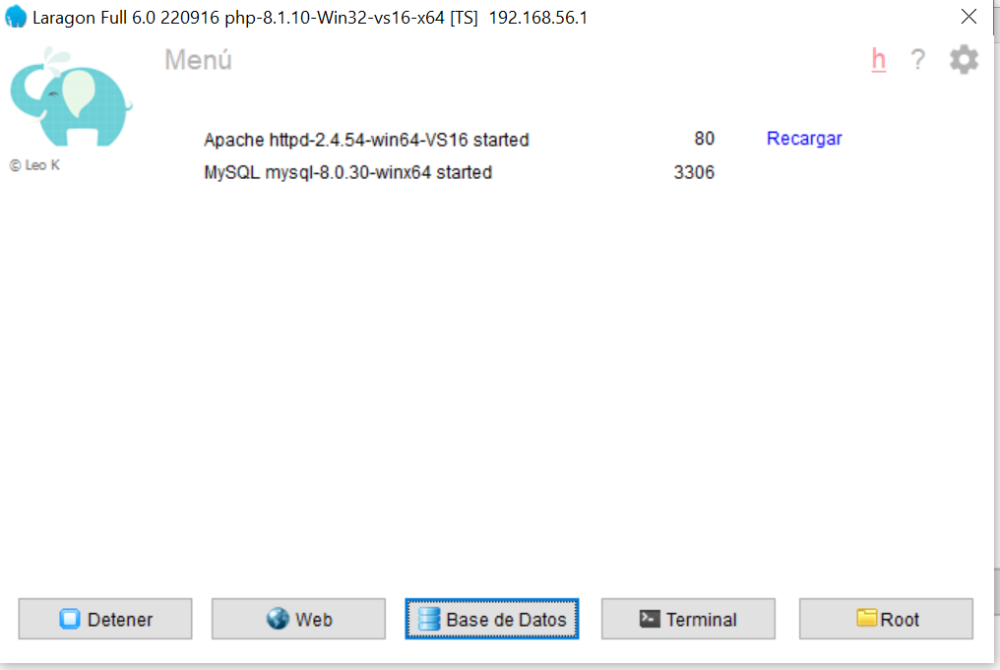 Laragon Full 6.0 220916 php-8.1.10-Win32-vs16-x64 [TS]  192.168.56.1
Menú
h ?
Apache httpd-2.4.54-win64-VS16 started 80 Recargar
© Leo K
MySQL mysql-8.0.30-winx64 started 3306
Detener Web Base de Datos Terminal Root